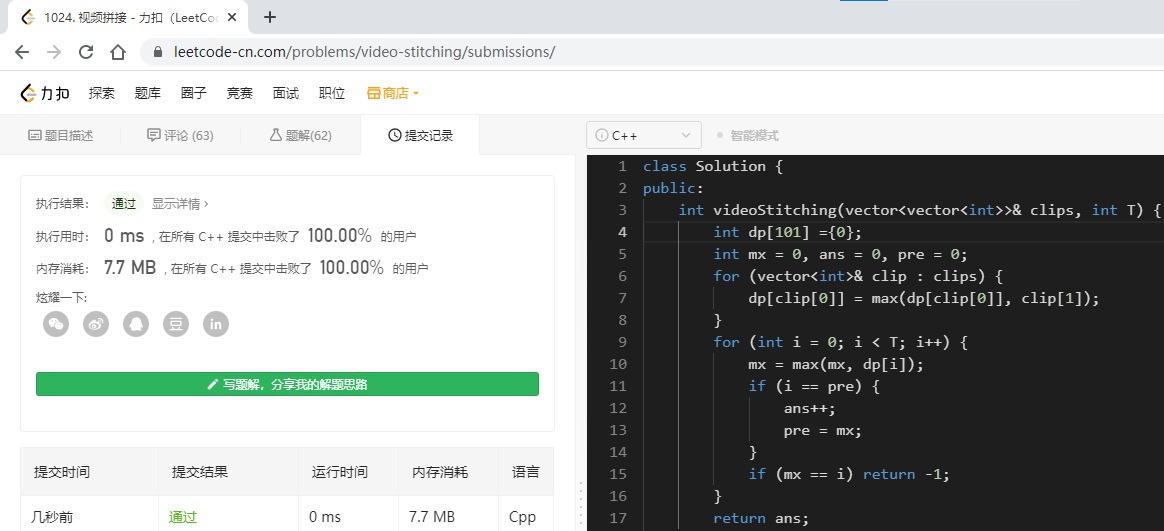 1024. 视频拼接 - 力扣（LeetCo
leetcode-cn.com/problems/video-stitching/submissions/
力扣 探索 题库 圈子 竞赛 面试 职位 商店
题目描述 评论 (63) 题解(62) 提交记录
执行结果： 通过 显示详情 ›
执行用时： 0 ms , 在所有 C++ 提交中击败了 100.00% 的用户
内存消耗： 7.7 MB , 在所有 C++ 提交中击败了 100.00% 的用户
炫耀一下:
豆 in
写题解，分享我的解题思路
提交时间 提交结果 运行时间 内存消耗 语言
几秒前 通过 0 ms 7.7 MB Cpp
C++ 智能模式
1 class Solution {
2 public:
3     int videoStitching(vector<vector<int>>& clips, int T) {
4         int dp[101] ={0};
5         int mx = 0, ans = 0, pre = 0;
6         for (vector<int>& clip : clips) {
7             dp[clip[0]] = max(dp[clip[0]], clip[1]);
8         }
9         for (int i = 0; i < T; i++) {
10             mx = max(mx, dp[i]);
11             if (i == pre) {
12                 ans++;
13                 pre = mx;
14             }
15             if (mx == i) return -1;
16         }
17         return ans;